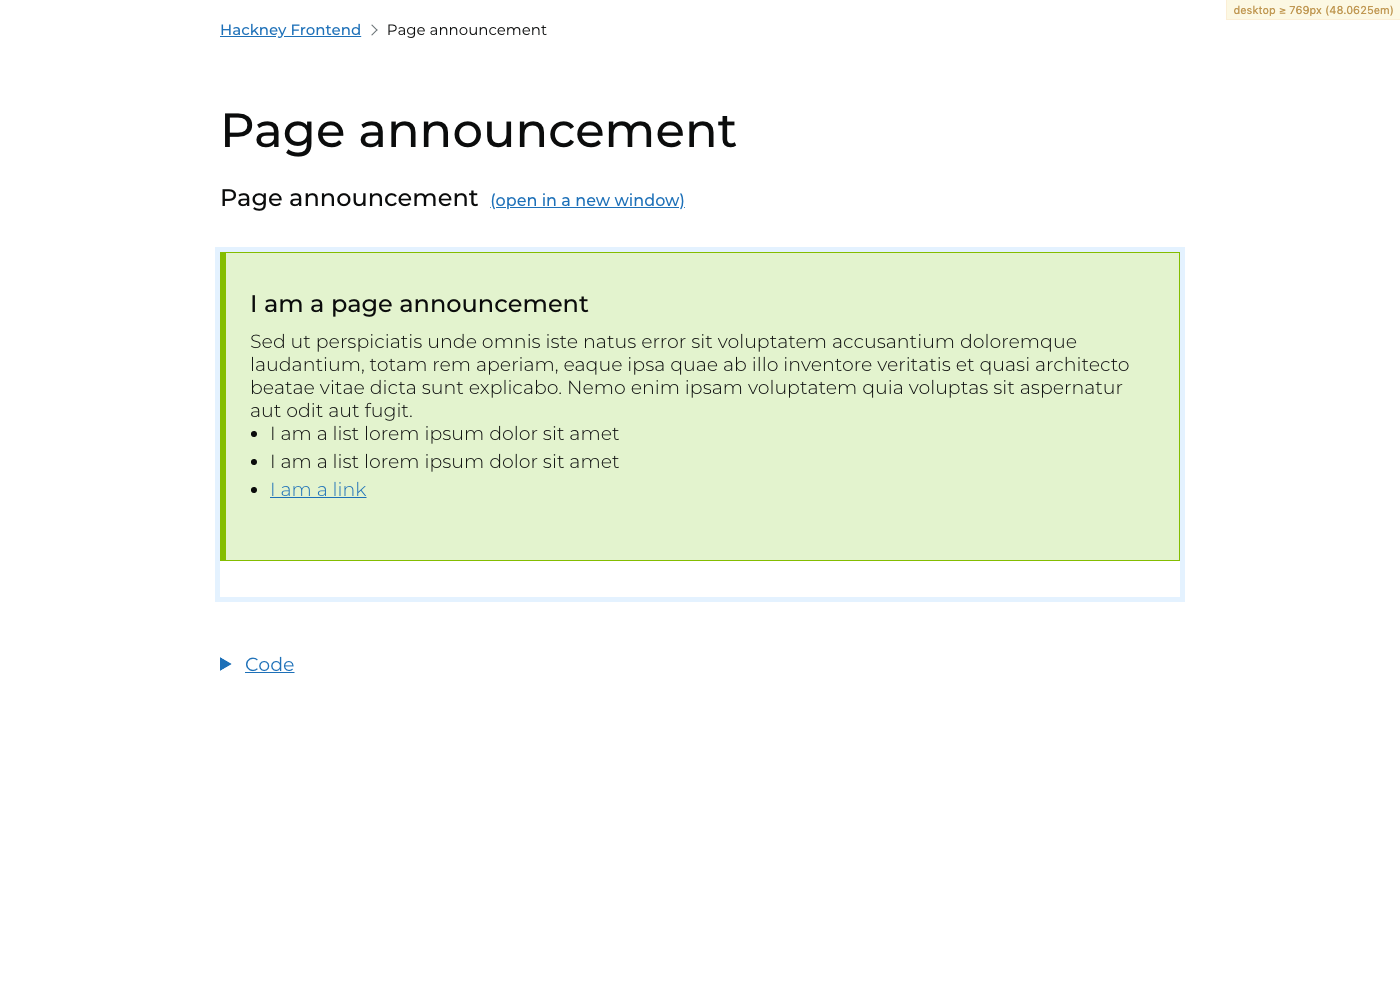 desktop ≥ 769px (48.0625em)
Hackney Frontend
Page announcement
Page announcement
Page announcement (open in a new window)
I am a page announcement
Sed ut perspiciatis unde omnis iste natus error sit voluptatem accusantium doloremque
laudantium, totam rem aperiam, eaque ipsa quae ab illo inventore veritatis et quasi architecto
beatae vitae dicta sunt explicabo. Nemo enim ipsam voluptatem quia voluptas sit aspernatur
aut odit aut fugit.
I am a list lorem ipsum dolor sit amet
I am a list lorem ipsum dolor sit amet
I am a link
Code